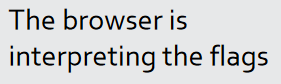 The browser is
interpreting the flags